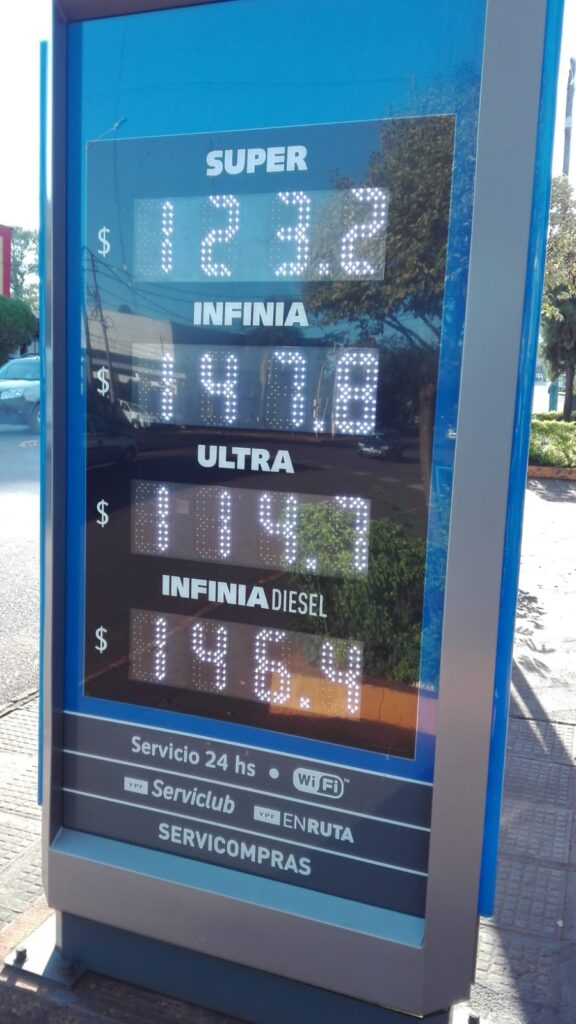 SUPER
$ 123.2
INFINIA
$ 147.8
ULTRA
$ 114.7
INFINIA DIESEL
$ 146.4
Servicio 24 hs • WiFi™
YPF Serviclub YPF ENRUTA
SERVICOMPRAS